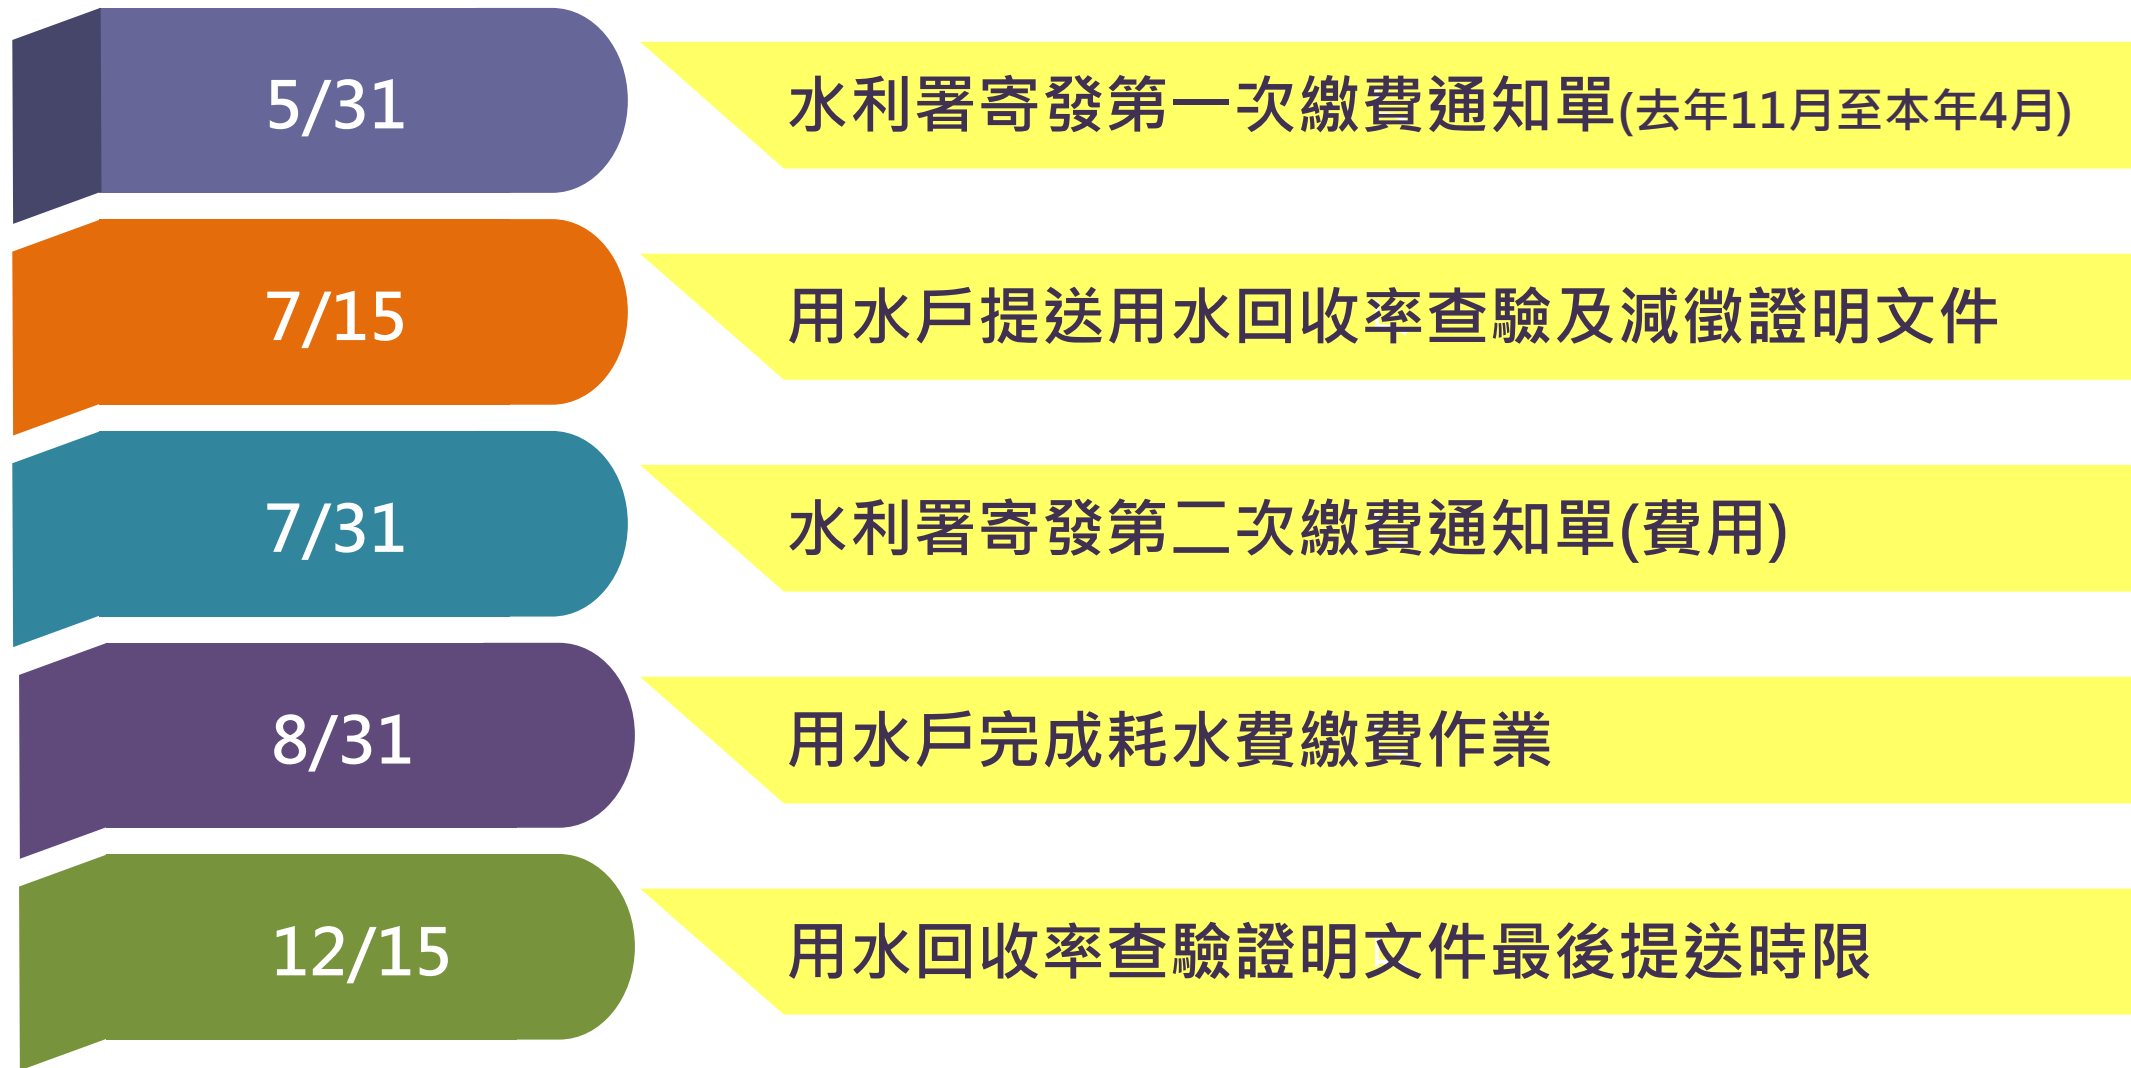 5/31
水利署寄發第一次繳費通知單(去年11月至本年4月)
7/15
用水戶提送用水回收率查驗及減徵證明文件
7/31
水利署寄發第二次繳費通知單(費用)
8/31
用水戶完成耗水費繳費作業
12/15
用水回收率查驗證明文件最後提送時限